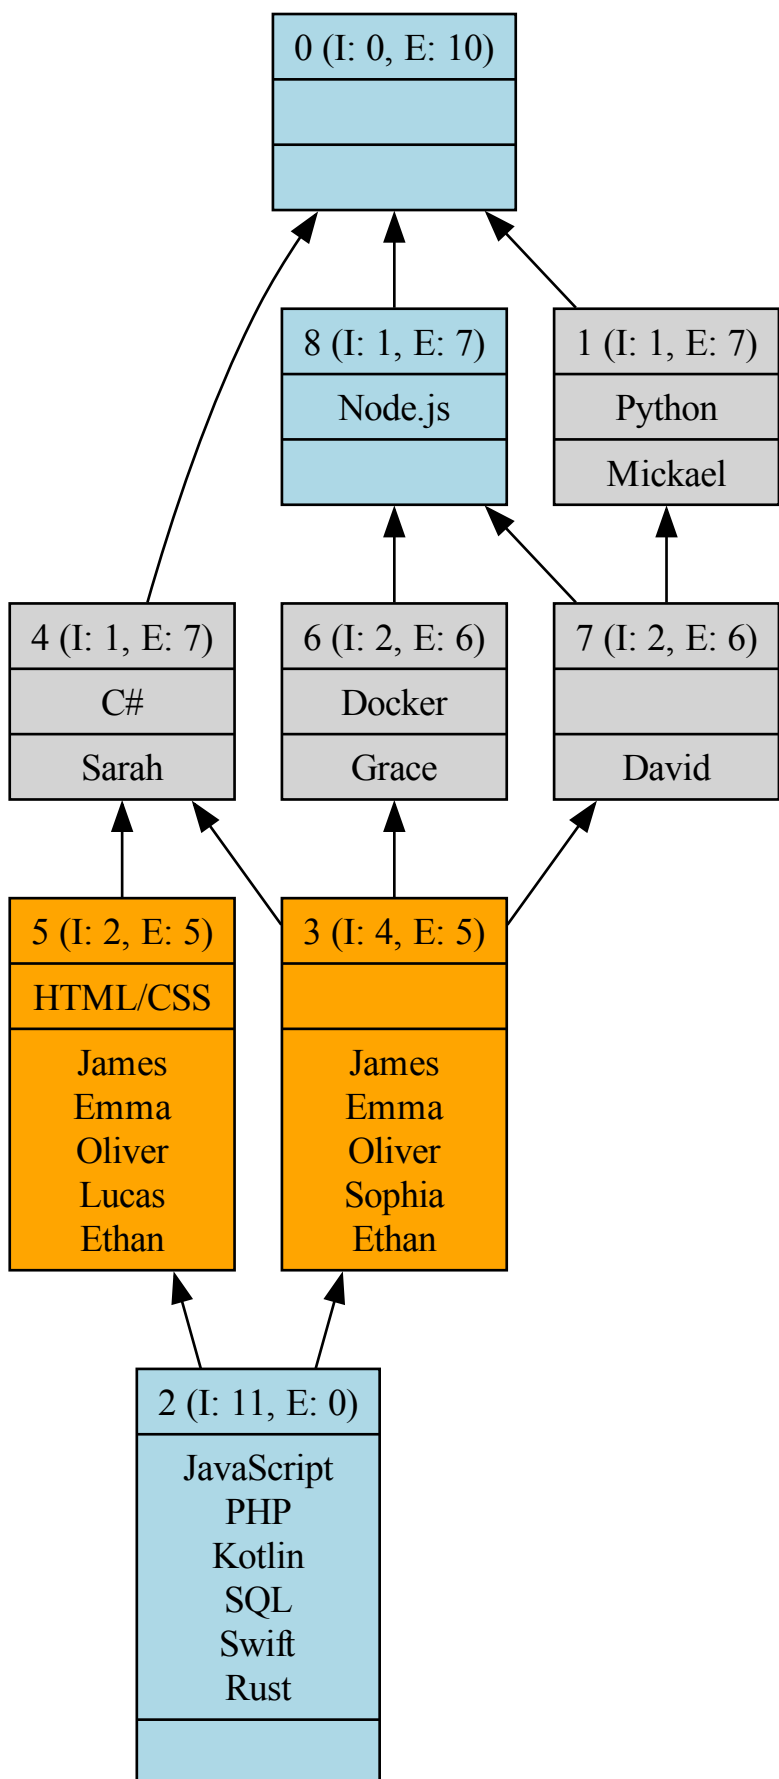 0 (I: 0, E: 10)
8 (I: 1, E: 7)
Node.js
1 (I: 1, E: 7)
Python
Mickael
4 (I: 1, E: 7)
C#
Sarah
6 (I: 2, E: 6)
Docker
Grace
7 (I: 2, E: 6)
David
5 (I: 2, E: 5)
HTML/CSS
James
Emma
Oliver
Lucas
Ethan
3 (I: 4, E: 5)
James
Emma
Oliver
Sophia
Ethan
2 (I: 11, E: 0)
JavaScript
PHP
Kotlin
SQL
Swift
Rust